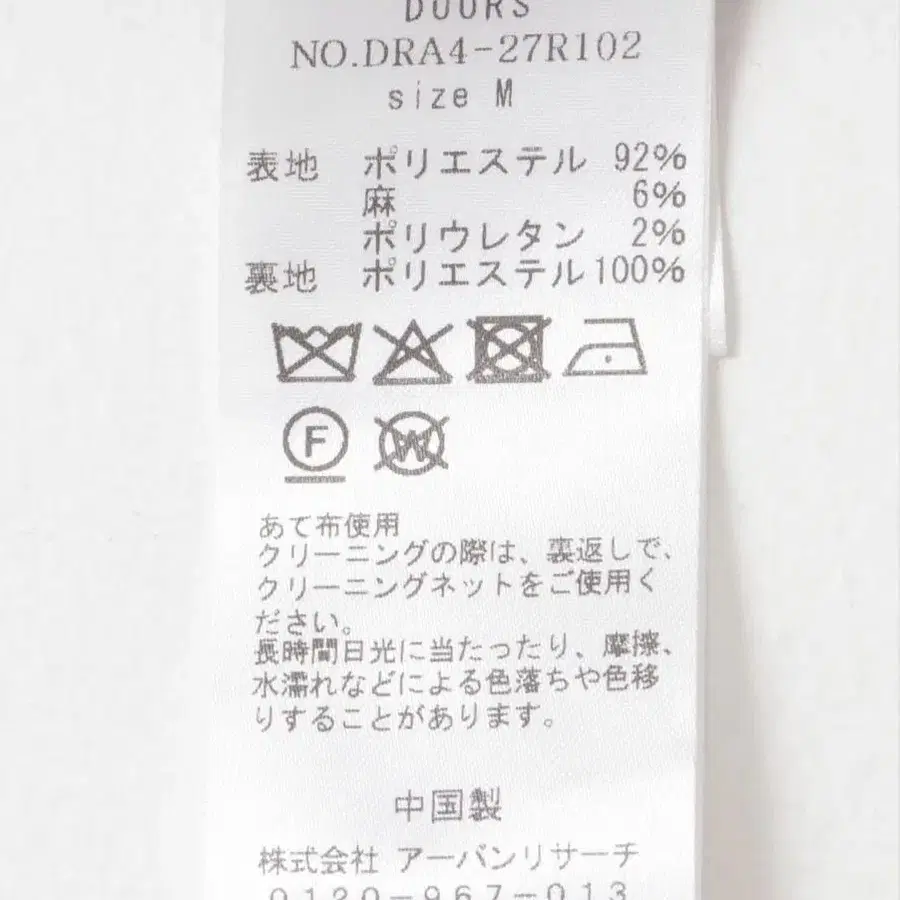 DOORS
NO.DRA4-27R102
size M
表地 ポリエステル 92%
麻 6%
ポリウレタン 2%
裏地 ポリエステル100%
F
W
あて布使用
クリーニングの際は、裏返しで、
クリーニングネットをご使用く
ださい。
長時間日光に当たったり、摩擦、
水濡れなどによる色落ちや色移
りすることがあります。
中国製
株式会社 アーバンリサーチ
0120-967-013